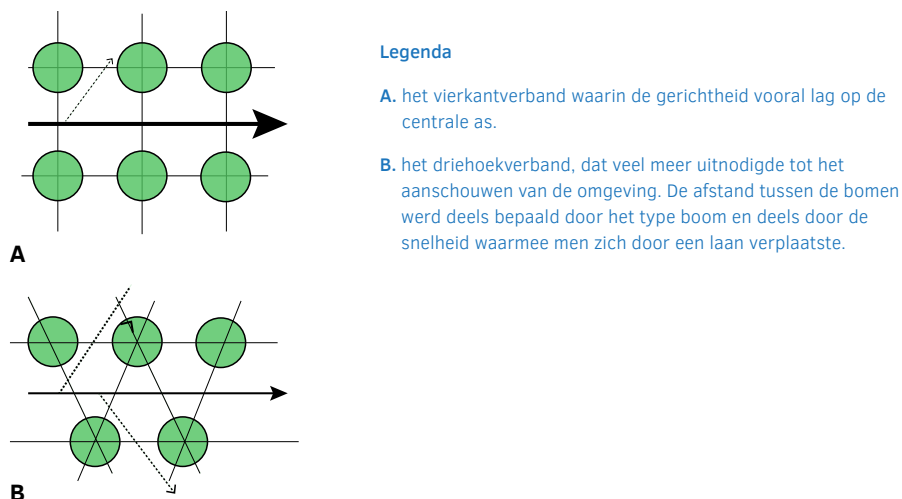 Legenda
A. het vierkantverband waarin de gerichtheid vooral lag op de
centrale as.
B. het driehoekverband, dat veel meer uitnodigde tot het
aanschouwen van de omgeving. De afstand tussen de bomen
werd deels bepaald door het type boom en deels door de
snelheid waarmee men zich door een laan verplaatste.
A
B